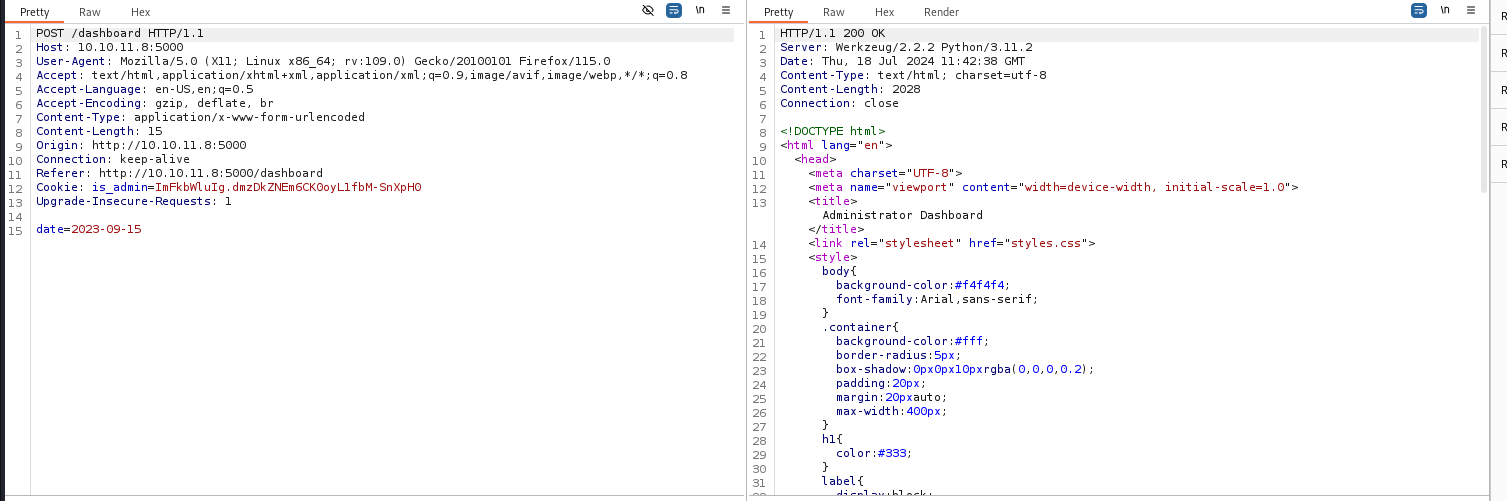 Pretty Raw Hex \n
1 POST /dashboard HTTP/1.1
2 Host: 10.10.11.8:5000
3 User-Agent: Mozilla/5.0 (X11; Linux x86_64; rv:109.0) Gecko/20100101 Firefox/115.0
4 Accept: text/html,application/xhtml+xml,application/xml;q=0.9,image/avif,image/webp,*/*;q=0.8
5 Accept-Language: en-US,en;q=0.5
6 Accept-Encoding: gzip, deflate, br
7 Content-Type: application/x-www-form-urlencoded
8 Content-Length: 15
9 Origin: http://10.10.11.8:5000
10 Connection: keep-alive
11 Referer: http://10.10.11.8:5000/dashboard
12 Cookie: is_admin=ImFkbWluIg.dmzDkZNEm6CK0oyL1fbM-SnXpH0
13 Upgrade-Insecure-Requests: 1
14
15 date=2023-09-15
Pretty Raw Hex Render \n
1 HTTP/1.1 200 OK
2 Server: Werkzeug/2.2.2 Python/3.11.2
3 Date: Thu, 18 Jul 2024 11:42:38 GMT
4 Content-Type: text/html; charset=utf-8
5 Content-Length: 2028
6 Connection: close
7
8 <!DOCTYPE html>
9 <html lang="en">
10 <head>
11 <meta charset="UTF-8">
12 <meta name="viewport" content="width=device-width, initial-scale=1.0">
13 <title>
Administrator Dashboard
</title>
14 <link rel="stylesheet" href="styles.css">
15 <style>
16 body{
17 background-color:#f4f4f4;
18 font-family:Arial,sans-serif;
19 }
20 .container{
21 background-color:#fff;
22 border-radius:5px;
23 box-shadow:0px0px10pxrgba(0,0,0,0.2);
24 padding:20px;
25 margin:20pxauto;
26 max-width:400px;
27 }
28 h1{
29 color:#333;
30 }
31 label{
display:block;
R
R
R
R
R